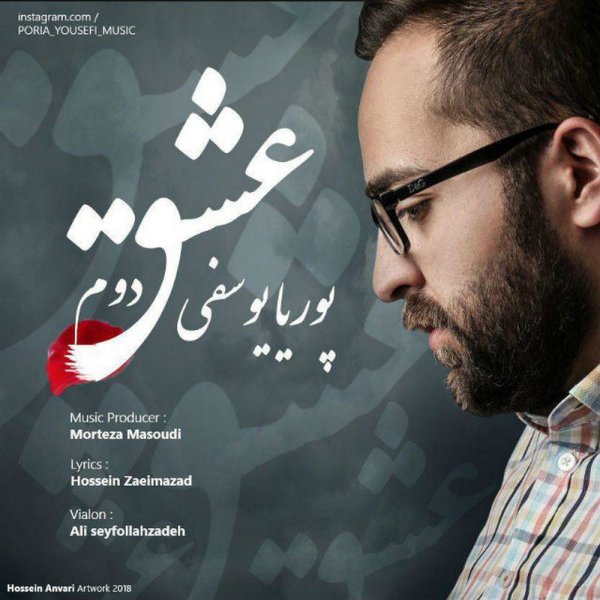 instagram.com /
PORIA_YOUSEFI_MUSIC
D&G
عشق
دوم
پوریا یوسفی
Music Producer :
Morteza Masoudi
Lyrics :
Hossein Zaeimazad
Vialon :
Ali seyfollahzadeh
Hossein Anvari Artwork 2018